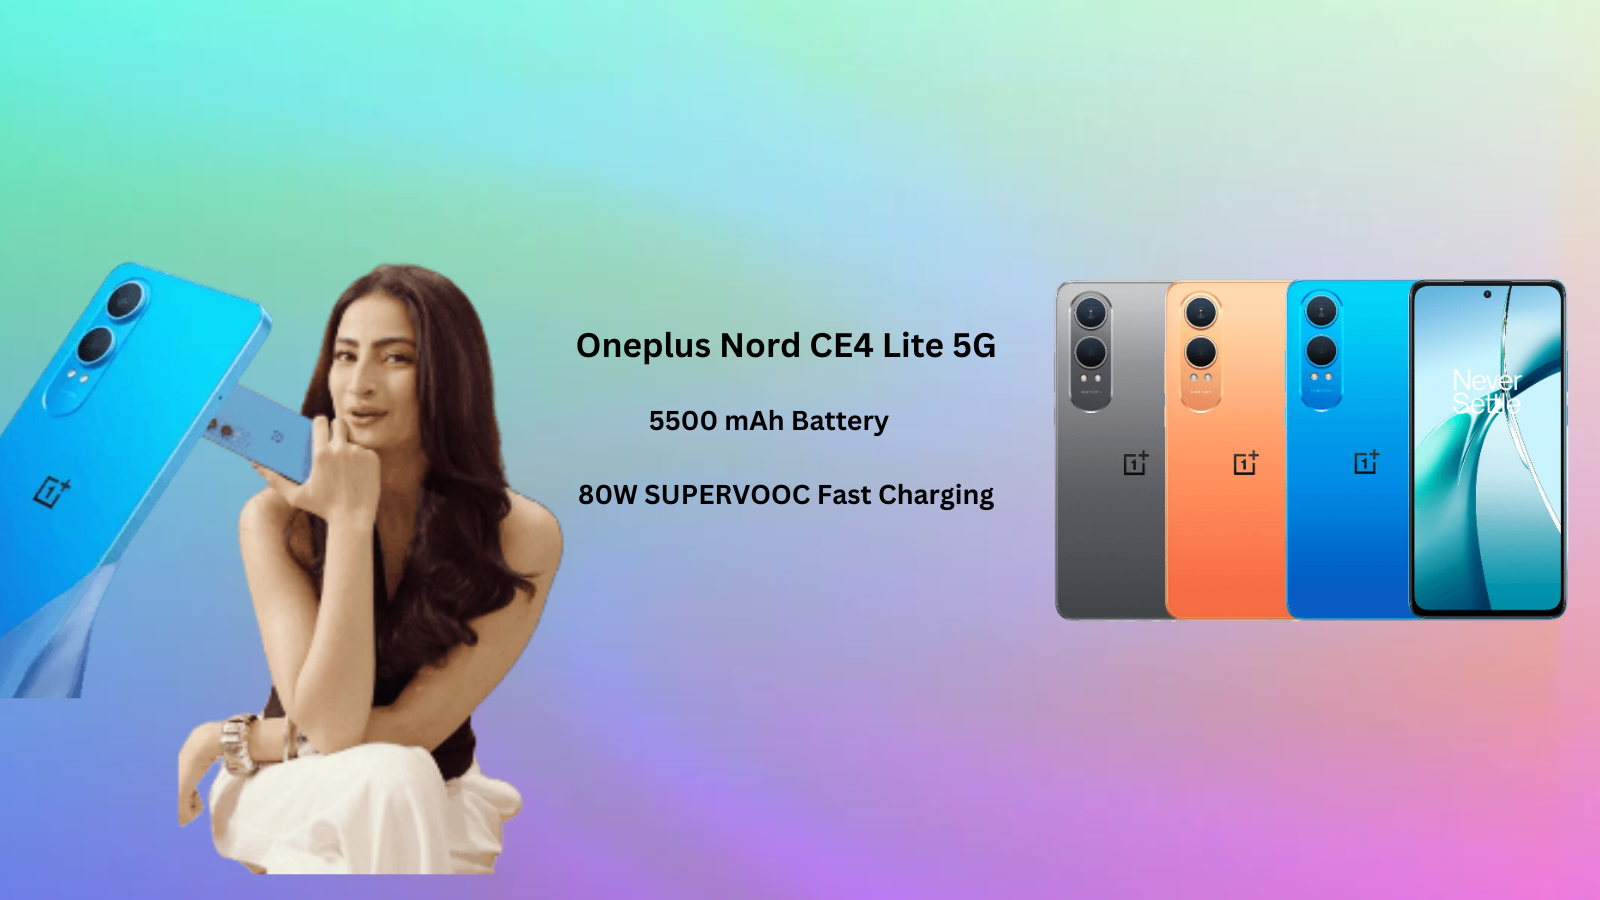 Oneplus Nord CE4 Lite 5G
5500 mAh Battery
80W SUPERVOOC Fast Charging
Never
Settle